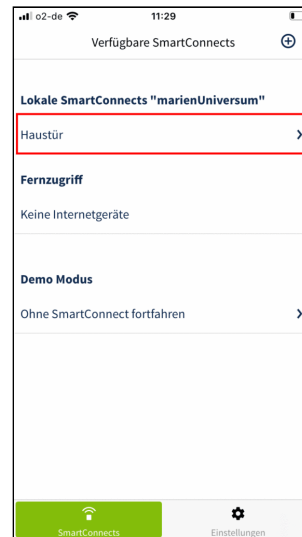 o2-de 11:29
Verfügbare SmartConnects
Lokale SmartConnects "marienUniversum"
Haustür
Fernzugriff
Keine Internetgeräte
Demo Modus
Ohne SmartConnect fortfahren
SmartConnects Einstellungen